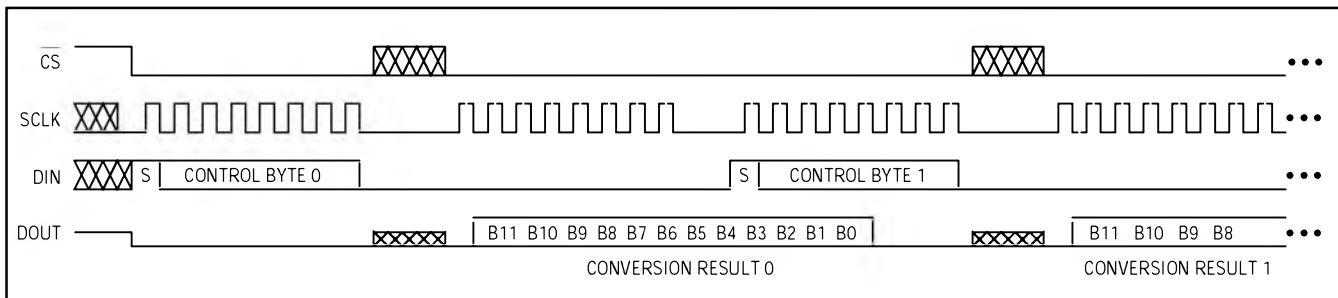 CS
SCLK
DIN S CONTROL BYTE 0 S CONTROL BYTE 1
DOUT B11 B10 B9 B8 B7 B6 B5 B4 B3 B2 B1 B0 B11 B10 B9 B8
CONVERSION RESULT 0 CONVERSION RESULT 1